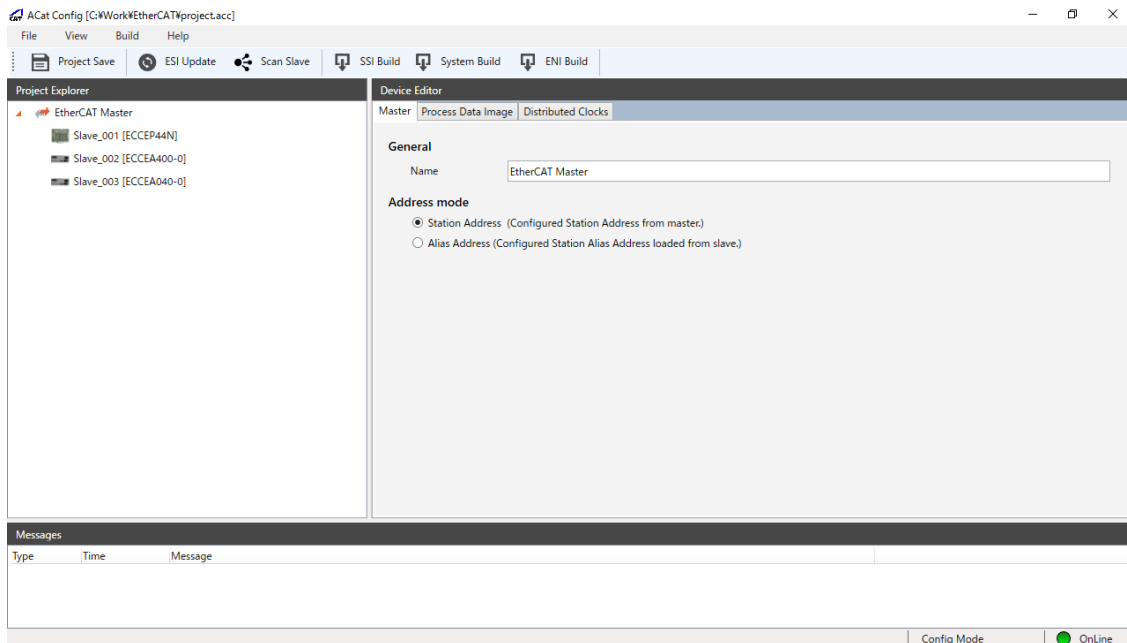 ACat Config [C:¥Work¥EtherCAT¥project.acc]
File View Build Help
Project Save ESI Update Scan Slave SSI Build System Build ENI Build
Project Explorer
EtherCAT Master
Slave_001 [ECCEP44N]
Slave_002 [ECCEA400-0]
Slave_003 [ECCEA040-0]
Device Editor
Master Process Data Image Distributed Clocks
General
Name EtherCAT Master
Address mode
Station Address (Configured Station Address from master.)
Alias Address (Configured Station Alias Address loaded from slave.)
Messages
Type Time Message
Config Mode OnLine